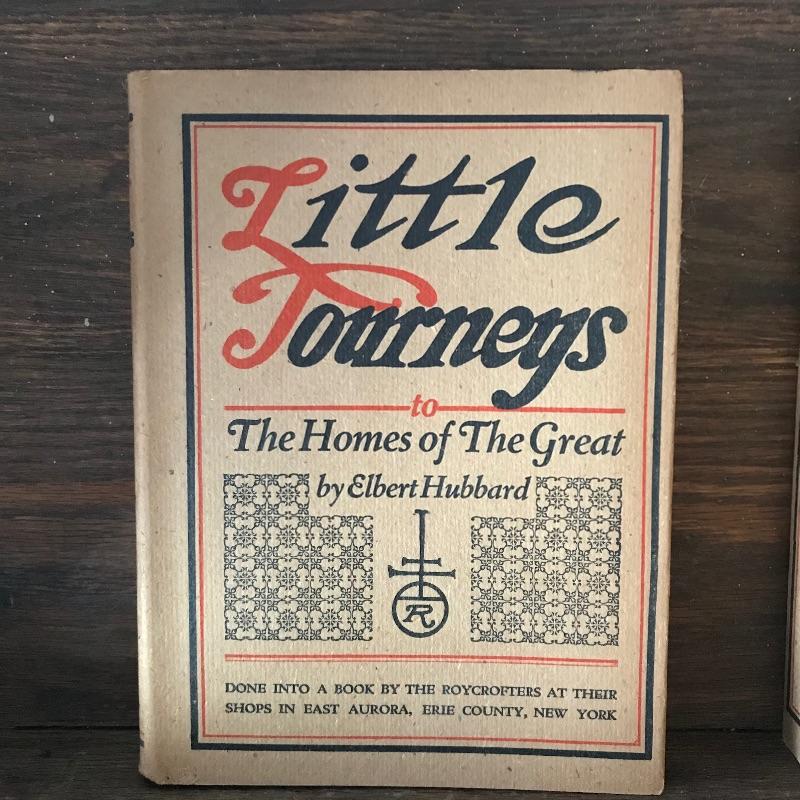 Little
Journeys
to
The Homes of The Great
by Elbert Hubbard
R
DONE INTO A BOOK BY THE ROYCROFTERS AT THEIR
SHOPS IN EAST AURORA, ERIE COUNTY, NEW YORK